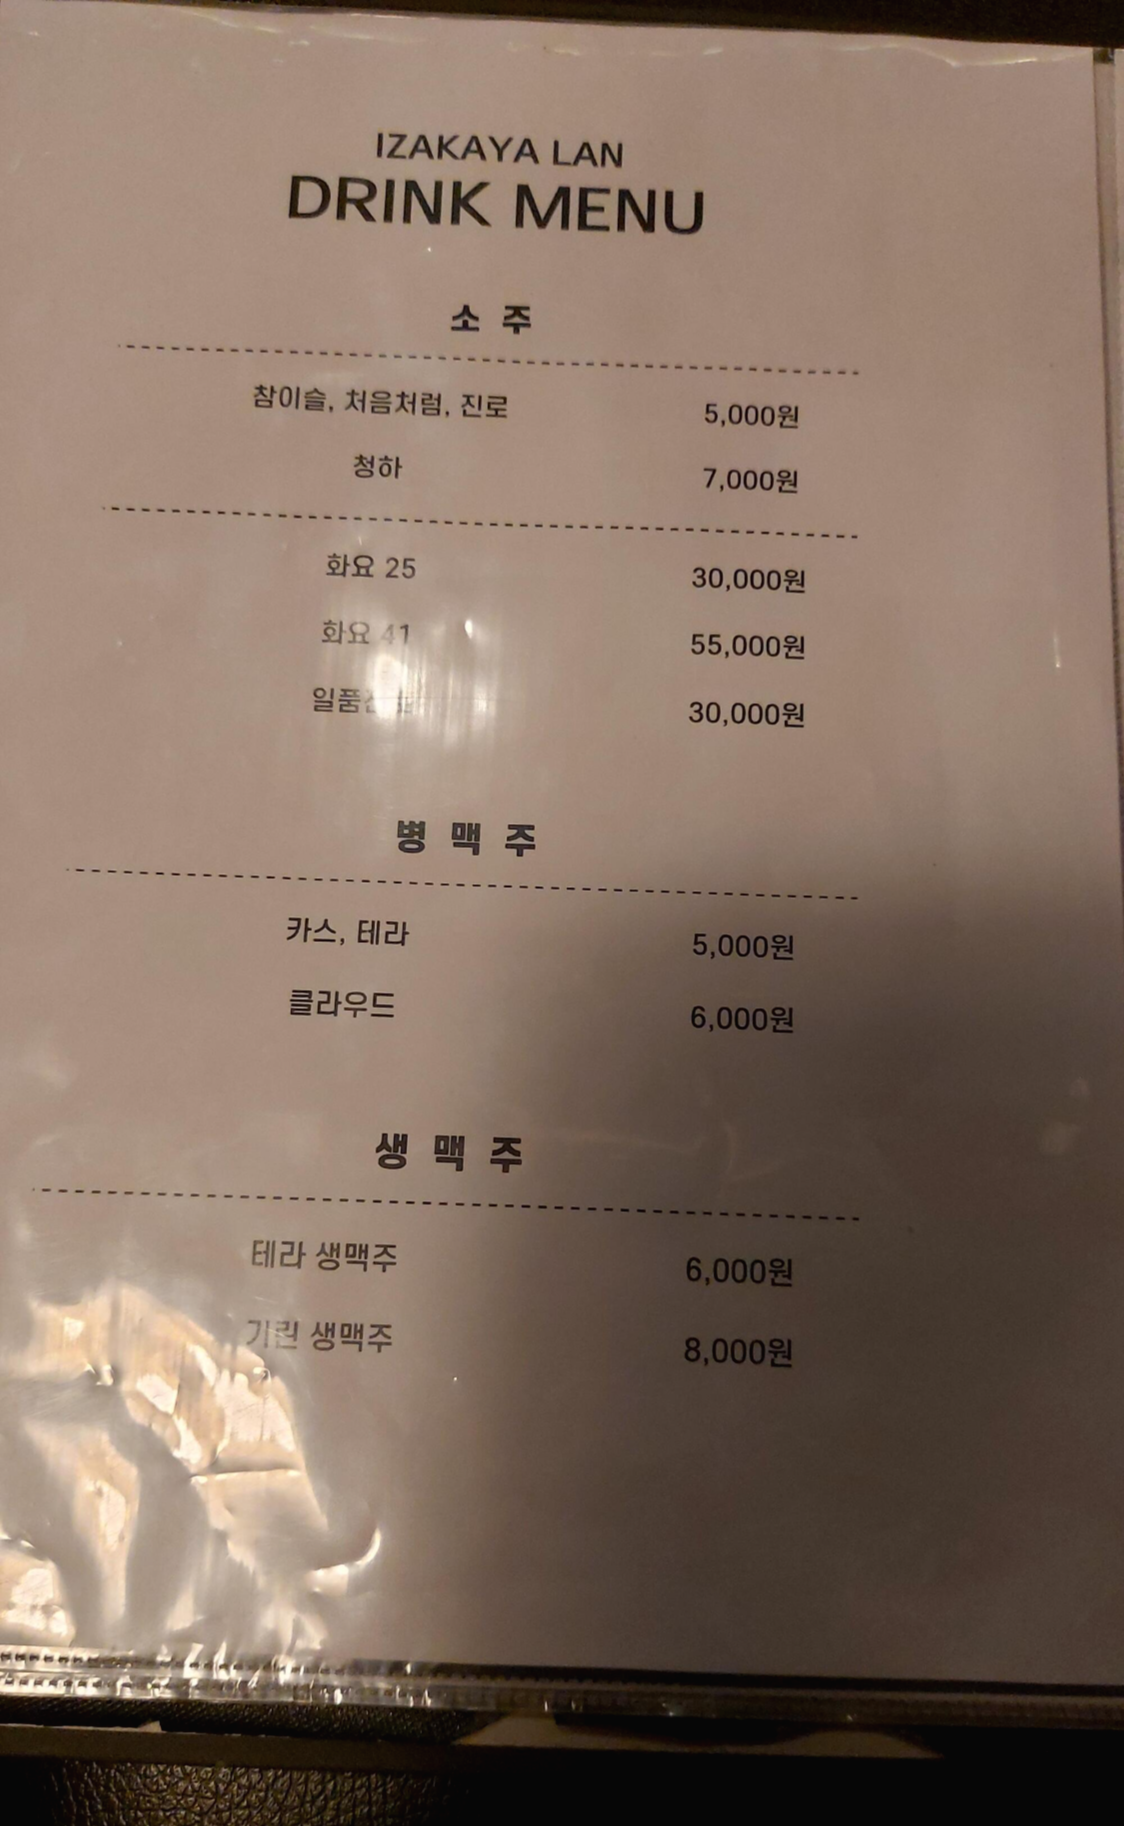 IZAKAYA LAN
DRINK MENU
소 주
참이슬, 처음처럼, 진로 5,000원
청하 7,000원
화요 25 30,000원
화요 41 55,000원
30,000원
병 맥 주
카스, 테라 5,000원
클라우드 6,000원
생 맥 주
테라 생맥주 6,000원
기린 생맥주 8,000원